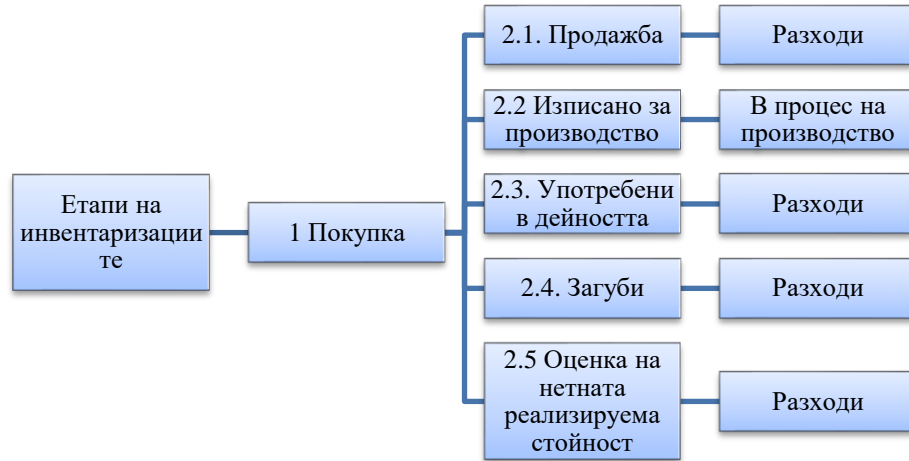 Етапи на
инвентаризации
те
1 Покупка
2.1. Продажба
Разходи
2.2 Изписано за
производство
В процес на
производство
2.3. Употребени
в дейността
Разходи
2.4. Загуби
Разходи
2.5 Оценка на
нетната
реализируема
стойност
Разходи